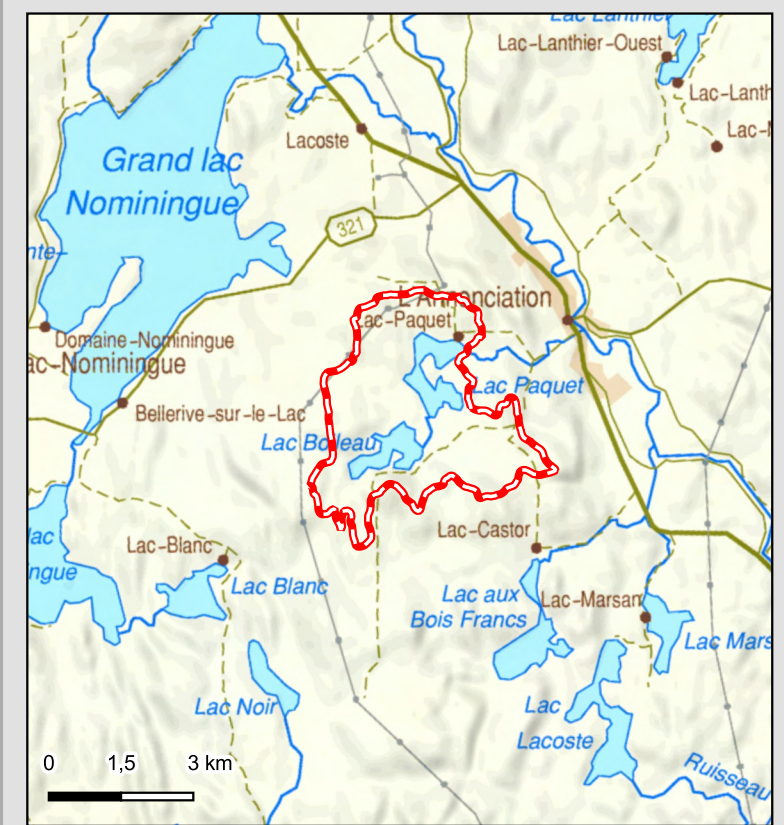 Lac Lanthier
Lac-Lanthier-Ouest
Lac-Lanth
Lac-
Lacoste
Grand lac
Nominingue
321
nte-
L'Annonciation
Lac-Paquet
Domaine-Nominingue
ac-Nominingue
Lac Paquet
Bellerive-sur-le-Lac
Lac Boileau
Lac-Castor
lac
ngue
Lac-Blanc
Lac Blanc
Lac aux
Bois Francs
Lac-Marsan
Lac Mars
Lac Noir
Lac
Lacoste
Ruisseau
0 1,5 3 km